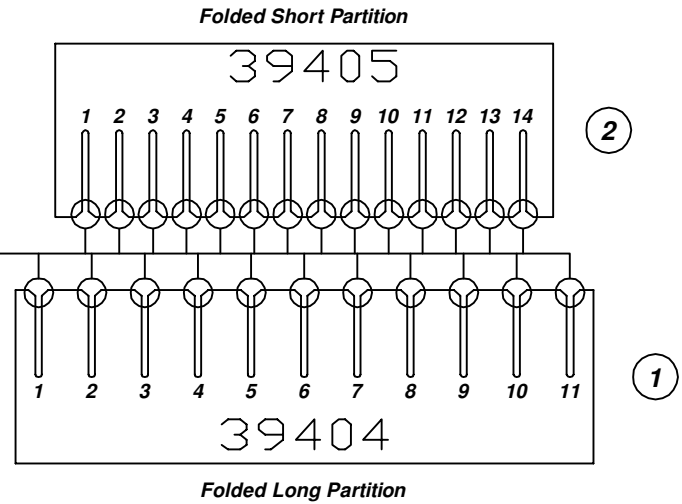 Folded Short Partition
39405
1 2 3 4 5 6 7 8 9 10 11 12 13 14
2
1 2 3 4 5 6 7 8 9 10 11
1
39404
Folded Long Partition